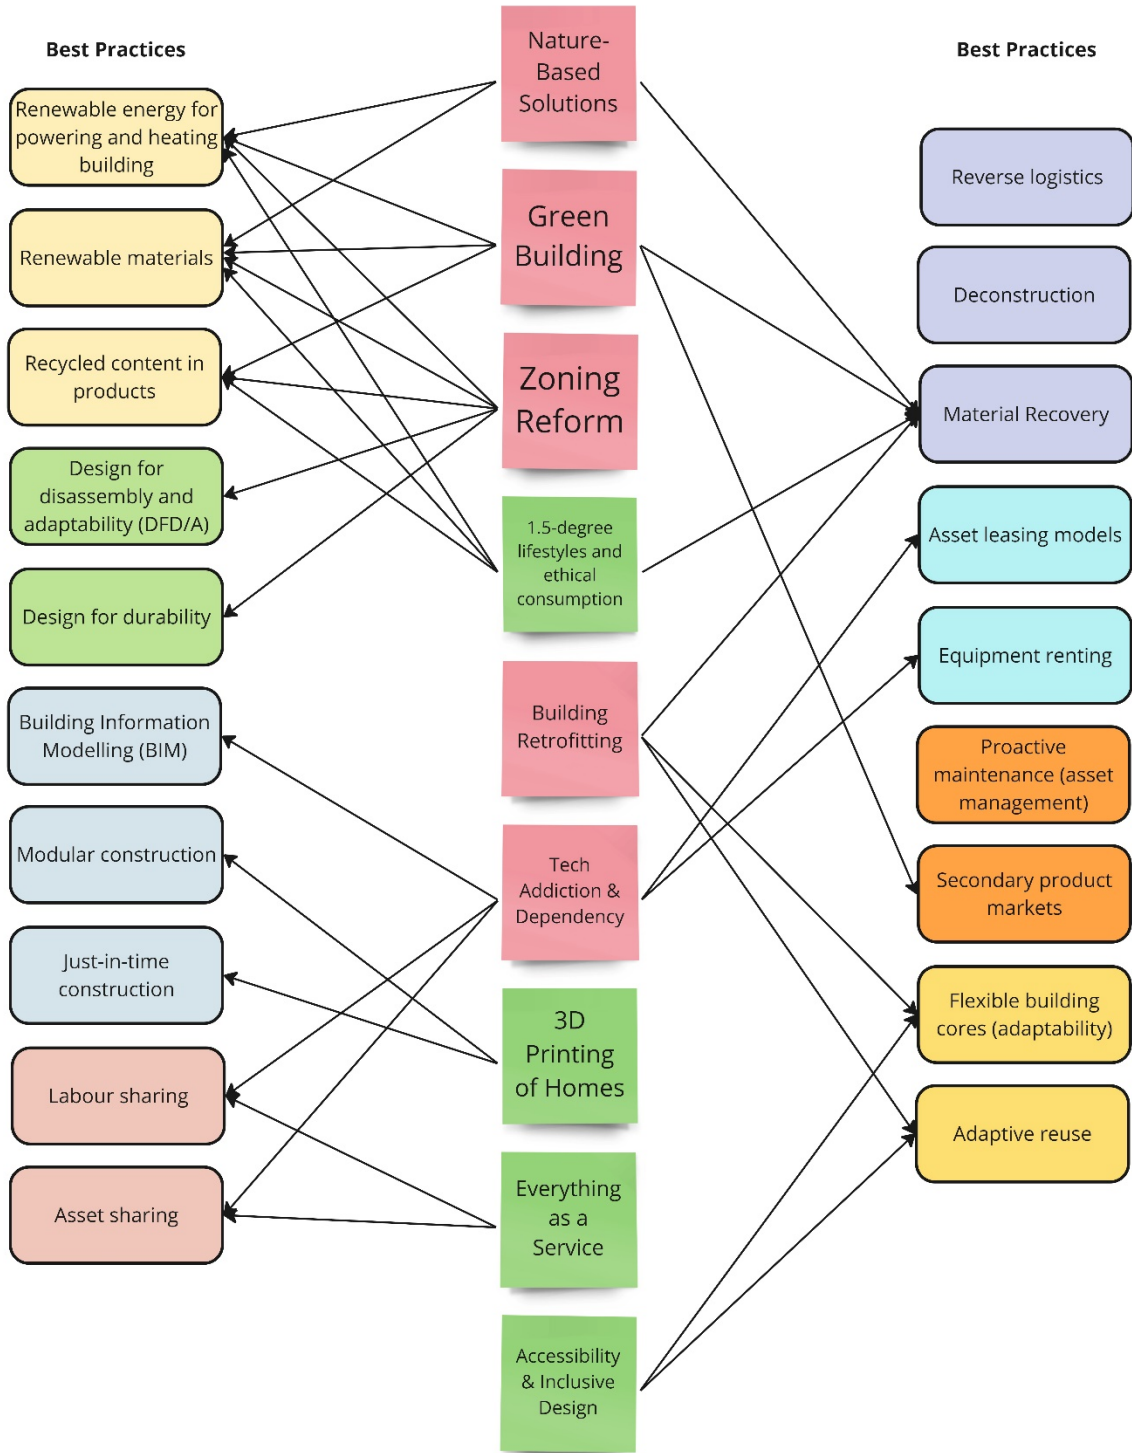 Best Practices
Renewable energy for
powering and heating
building
Renewable materials
Recycled content in
products
Design for
disassembly and
adaptability (DFD/A)
Design for durability
Building Information
Modelling (BIM)
Modular construction
Just-in-time
construction
Labour sharing
Asset sharing
Nature-
Based
Solutions
Green
Building
Zoning
Reform
1.5-degree
lifestyles and
ethical
consumption
Building
Retrofitting
Tech
Addiction &
Dependency
3D
Printing
of Homes
Everything
as a
Service
Accessibility
& Inclusive
Design
Best Practices
Reverse logistics
Deconstruction
Material Recovery
Asset leasing models
Equipment renting
Proactive
maintenance (asset
management)
Secondary product
markets
Flexible building
cores (adaptability)
Adaptive reuse